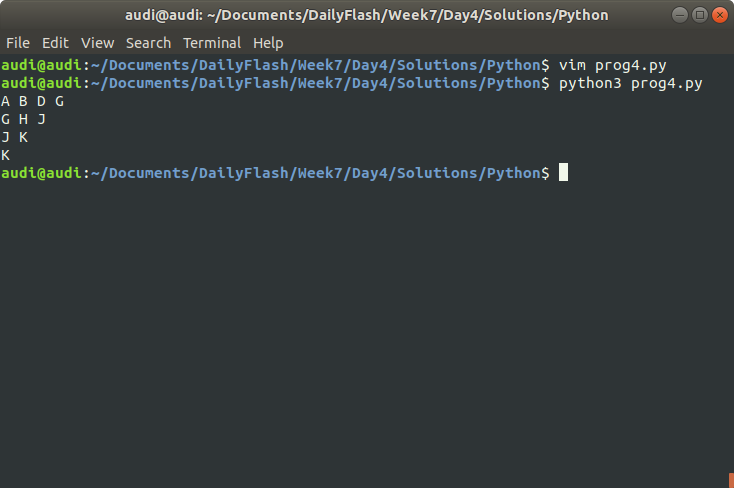 audi@audi: ~/Documents/DailyFlash/Week7/Day4/Solutions/Python
File Edit View Search Terminal Help
audi@audi:~/Documents/DailyFlash/Week7/Day4/Solutions/Python$ vim prog4.py
audi@audi:~/Documents/DailyFlash/Week7/Day4/Solutions/Python$ python3 prog4.py
A B D G
G H J
J K
K
audi@audi:~/Documents/DailyFlash/Week7/Day4/Solutions/Python$